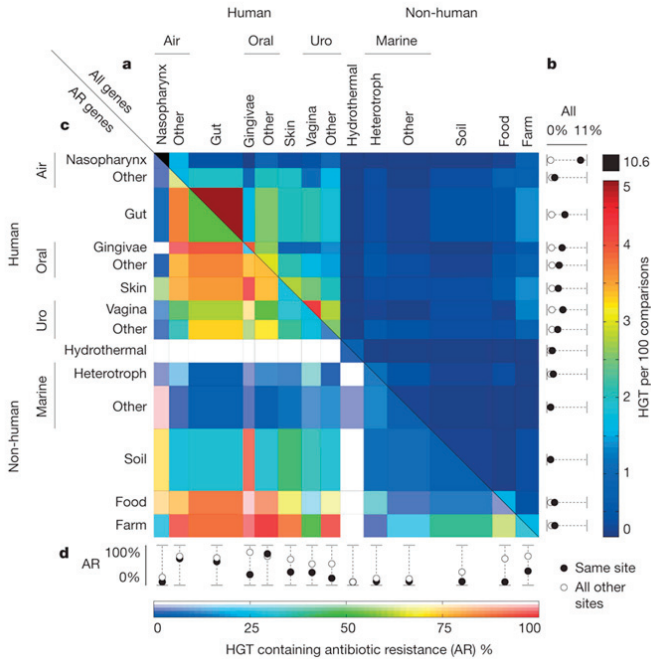 Human
Non-human
Air
Oral
Uro
Marine
a
b
Nasopharynx
Other
Gut
Gingivae
Other
Skin
Vagina
Other
Hydrothermal
Heterotroph
Other
Soil
Food
Farm
All genes
AR genes
c
All
0% 11%
Human
Non-human
Air
Oral
Uro
Marine
Nasopharynx
Other
Gut
Gingivae
Other
Skin
Vagina
Other
Hydrothermal
Heterotroph
Other
Soil
Food
Farm
10.6
5
4
3
2
1
0
HGT per 100 comparisons
d
AR
100%
0%
Same site
All other
sites
0 25 50 75 100
HGT containing antibiotic resistance (AR) %